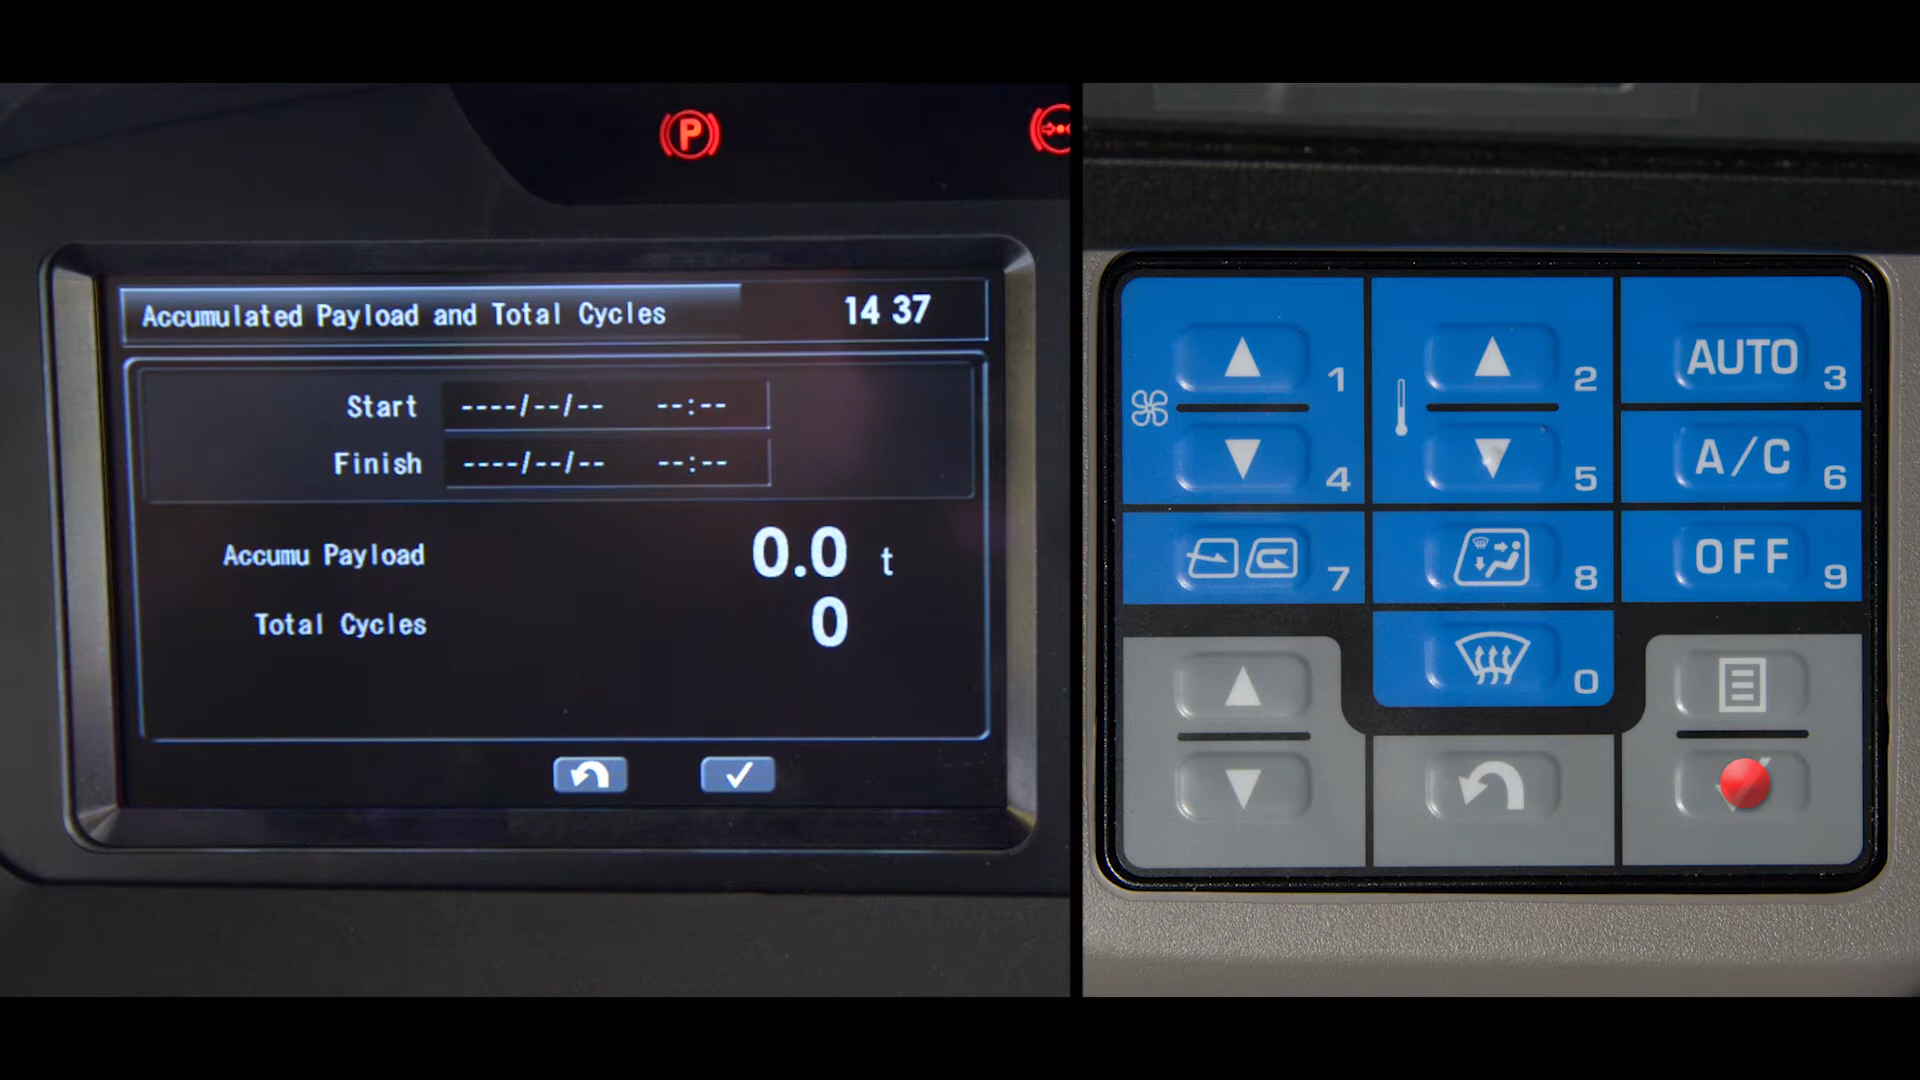 P
Accumulated Payload and Total Cycles 14 37
Start ----/--/-- --:--
Finish ----/--/-- --:--
Accumu Payload 0.0 t
Total Cycles 0
1 2 AUTO 3
4 5 A/C 6
7 8 OFF 9
0